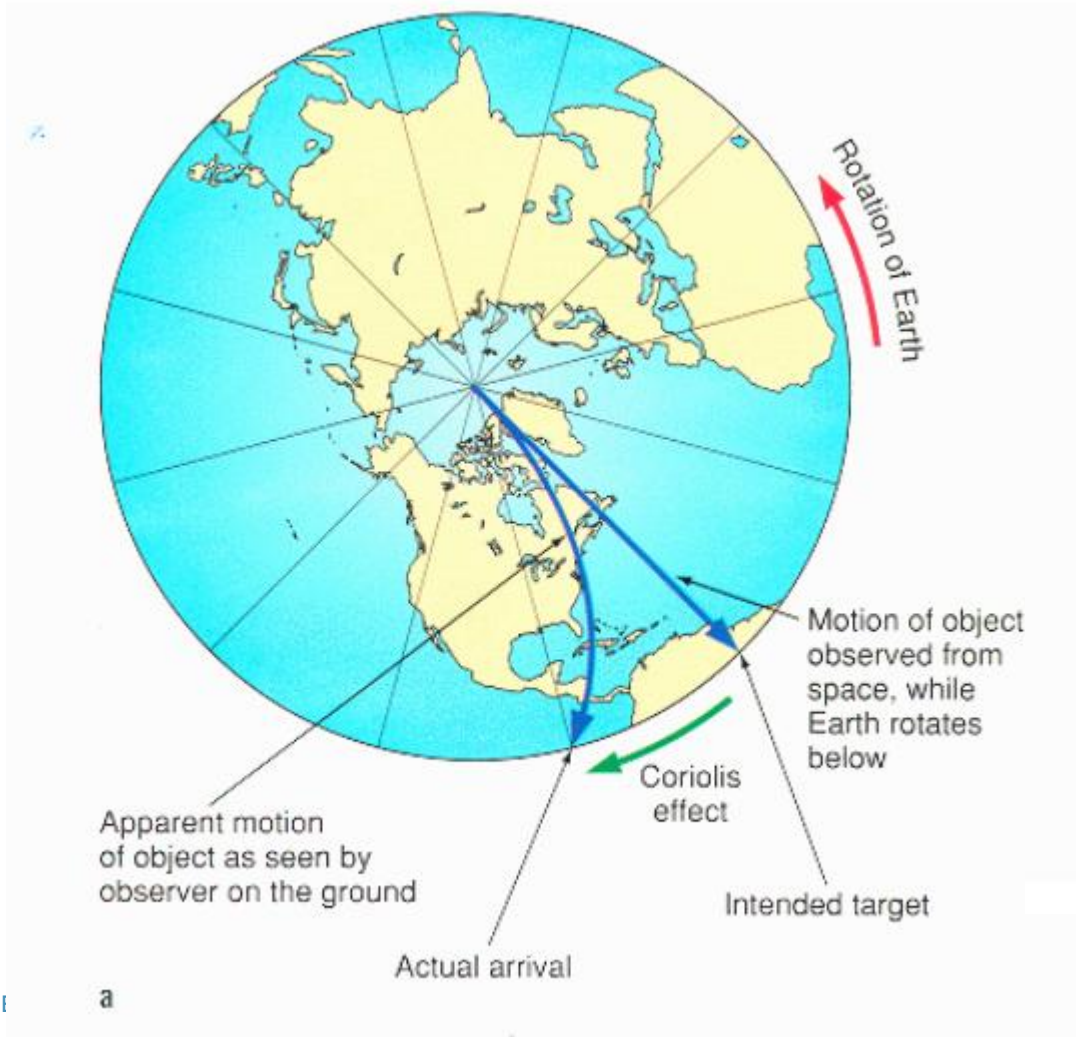 Rotation of Earth
Motion of object
observed from
space, while
Earth rotates
below
Coriolis
effect
Apparent motion
of object as seen by
observer on the ground
Intended target
Actual arrival
a